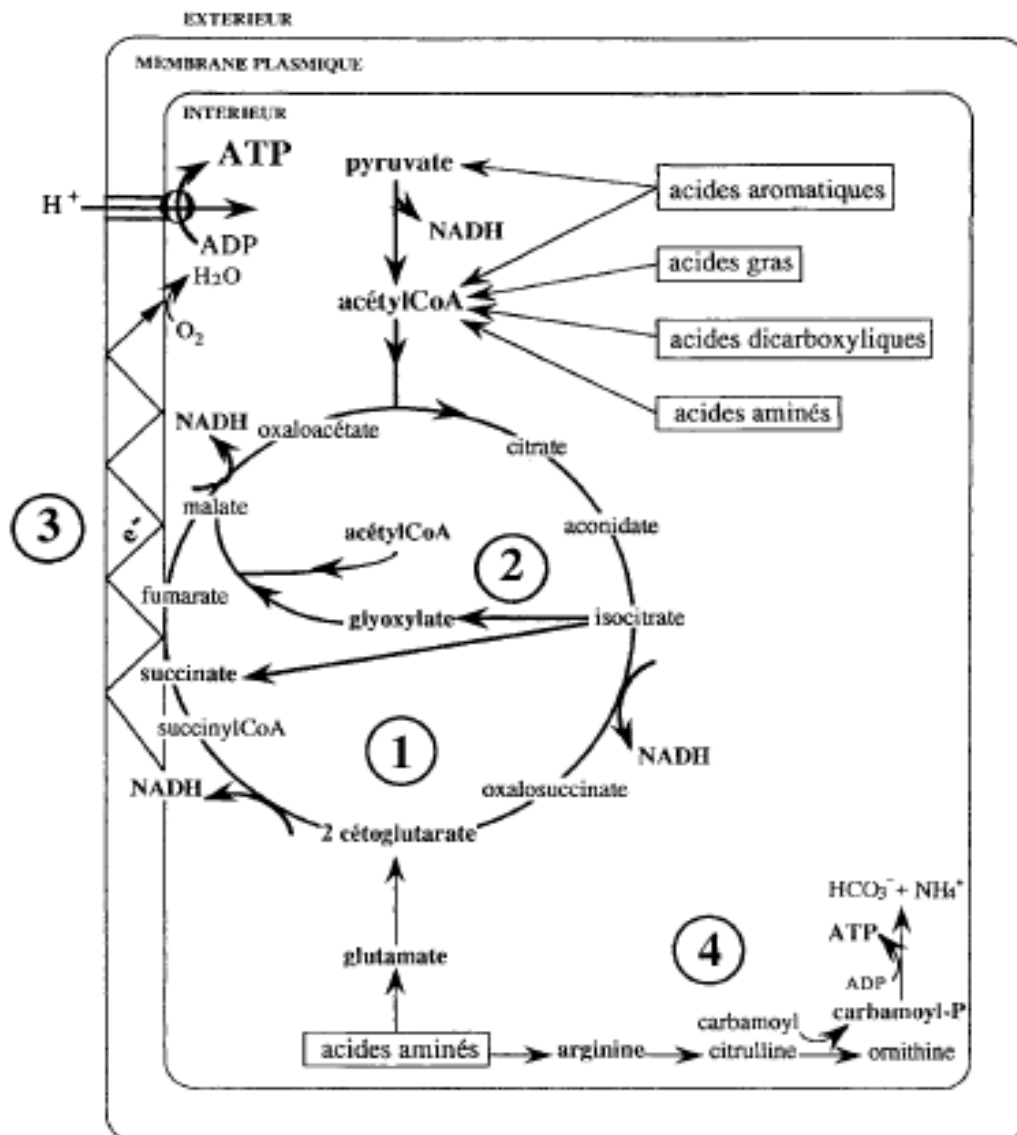 EXTERIEUR
MEMBRANE PLASMIQUE
INTERIEUR
ATP
H+
ADP
H2O
O2
pyruvate
NADH
acétylCoA
acides aromatiques
acides gras
acides dicarboxyliques
acides aminés
NADH
oxaloacétate
citrate
malate
aconidate
3
é
acétylCoA
2
fumarate
glyoxylate
isocitrate
succinate
succinylCoA
1
NADH
NADH
oxalosuccinate
2 cétoglutarate
HCO3- + NH4+
glutamate
4
ATP
ADP
carbamoyl-P
carbamoyl
acides aminés
arginine
citrulline
ornithine